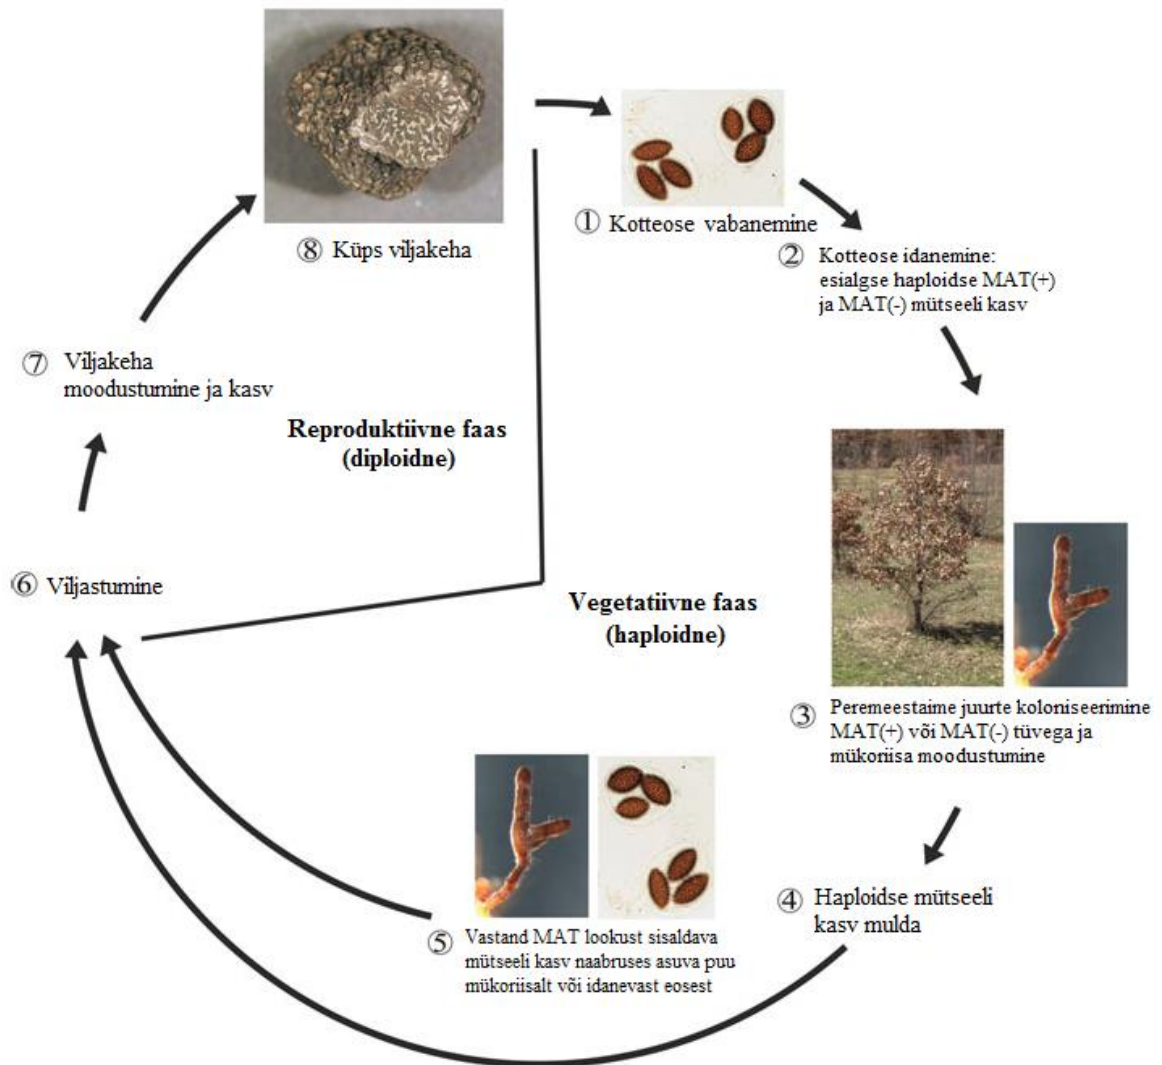 ① Kotteose vabanemine
② Kotteose idanemine:
esialgse haploidse MAT(+)
ja MAT(-) mütseeli kasv
③ Peremeestaime juurte koloniseerimine
MAT(+) või MAT(-) tüvega ja
mükoriisa moodustumine
④ Haploidse mütseeli
kasv mulda
⑤ Vastand MAT lookust sisaldava
mütseeli kasv naabruses asuva puu
mükoriisalt või idanevast eosest
⑥ Viljastumine
⑦ Viljakeha
moodustumine ja kasv
⑧ Küps viljakeha
Reproduktiivne faas
(diploidne)
Vegetatiivne faas
(haploidne)